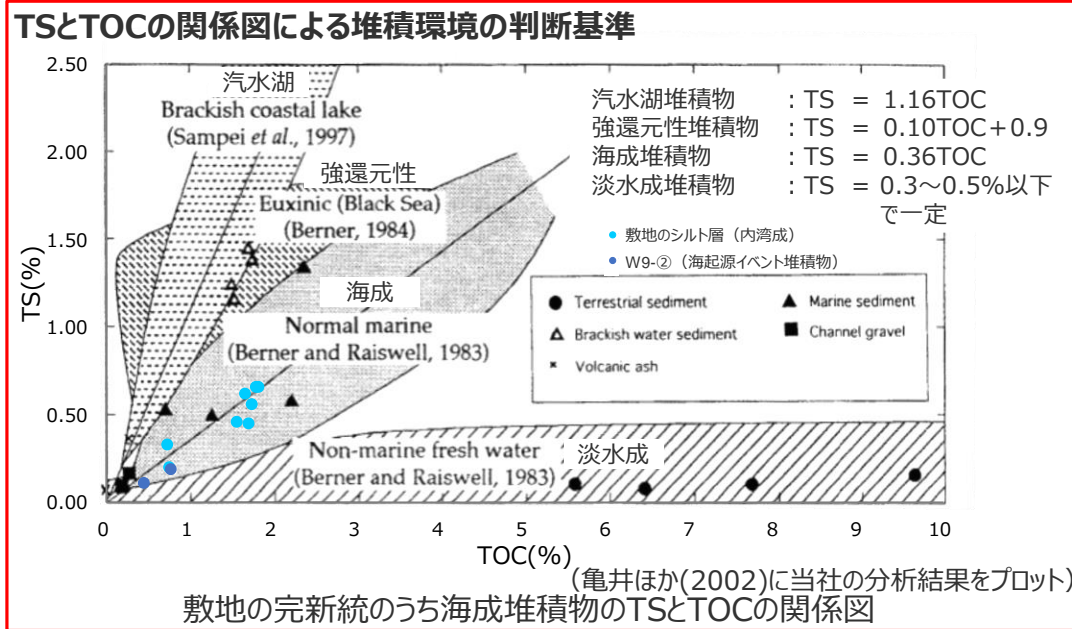 TSとTOCの関係図による堆積環境の判断基準
2.50
2.00
1.50
1.00
0.50
0.00
TS(%)
汽水湖
Brackish coastal lake
(Sampei et al., 1997)
強還元性
Euxinic (Black Sea)
(Berner, 1984)
海成
Normal marine
(Berner and Raiswell, 1983)
Non-marine fresh water
(Berner and Raiswell, 1983)
淡水成
汽水湖堆積物 : TS = 1.16TOC
強還元性堆積物 : TS = 0.10TOC+0.9
海成堆積物 : TS = 0.36TOC
淡水成堆積物 : TS = 0.3～0.5%以下
で一定
敷地のシルト層（内湾成）
W9-②（海起源イベント堆積物）
Terrestrial sediment
Marine sediment
Brackish water sediment
Channel gravel
Volcanic ash
0 1 2 3 4 5 6 7 8 9 10
TOC(%)
(亀井ほか(2002)に当社の分析結果をプロット)
敷地の完新統のうち海成堆積物のTSとTOCの関係図